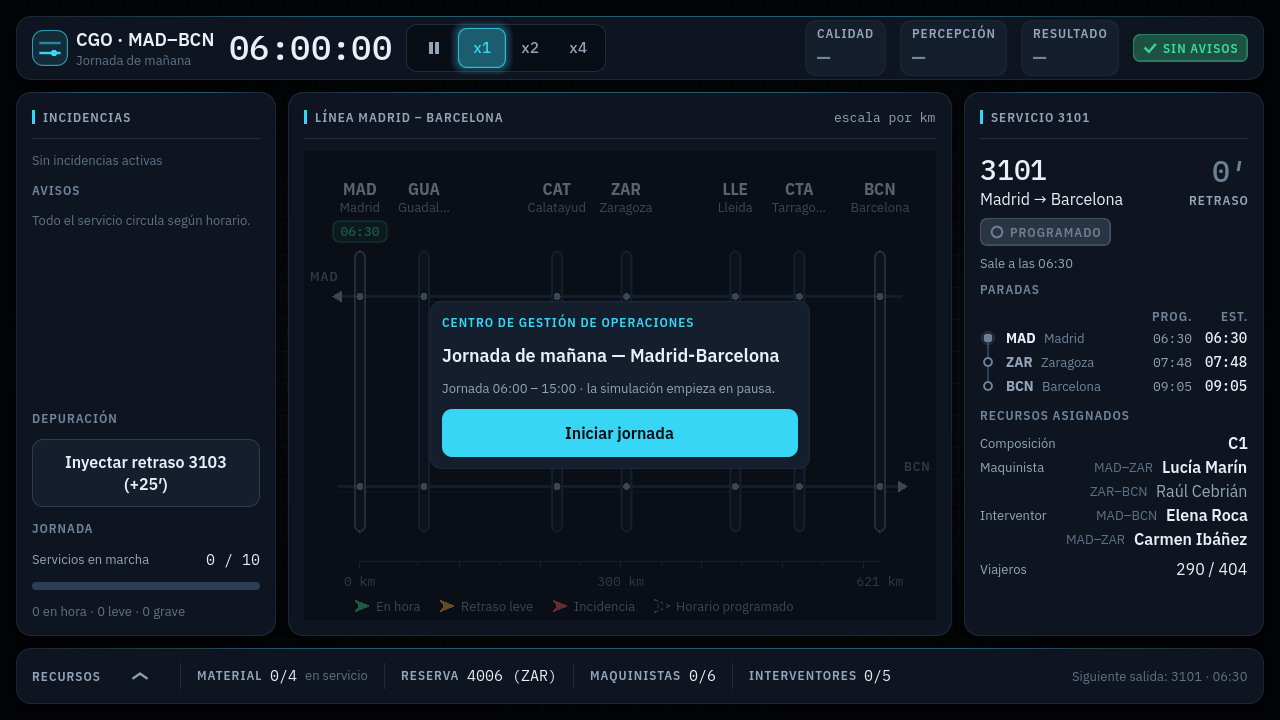 CGO · MAD–BCN
Jornada de mañana
06:00:00
x1 x2 x4
CALIDAD
—
PERCEPCIÓN
—
RESULTADO
—
SIN AVISOS
INCIDENCIAS
Sin incidencias activas
AVISOS
Todo el servicio circula según horario.
DEPURACIÓN
Inyectar retraso 3103
(+25′)
JORNADA
Servicios en marcha 0 / 10
0 en hora · 0 leve · 0 grave
LÍNEA MADRID – BARCELONA escala por km
MAD GUA CAT ZAR LLE CTA BCN
Madrid Guadal… Calatayud Zaragoza Lleida Tarrago… Barcelona
06:30
MAD
CENTRO DE GESTIÓN DE OPERACIONES
Jornada de mañana — Madrid-Barcelona
Jornada 06:00 – 15:00 · la simulación empieza en pausa.
Iniciar jornada
BCN
0 km 300 km 621 km
En hora Retraso leve Incidencia Horario programado
SERVICIO 3101
3101 0′
Madrid → Barcelona RETRASO
PROGRAMADO
Sale a las 06:30
PARADAS
PROG. EST.
MAD Madrid 06:30 06:30
ZAR Zaragoza 07:48 07:48
BCN Barcelona 09:05 09:05
RECURSOS ASIGNADOS
Composición C1
Maquinista MAD–ZAR Lucía Marín
ZAR–BCN Raúl Cebrián
Interventor MAD–BCN Elena Roca
MAD–ZAR Carmen Ibáñez
Viajeros 290 / 404
RECURSOS
MATERIAL 0/4 en servicio
RESERVA 4006 (ZAR)
MAQUINISTAS 0/6
INTERVENTORES 0/5
Siguiente salida: 3101 · 06:30